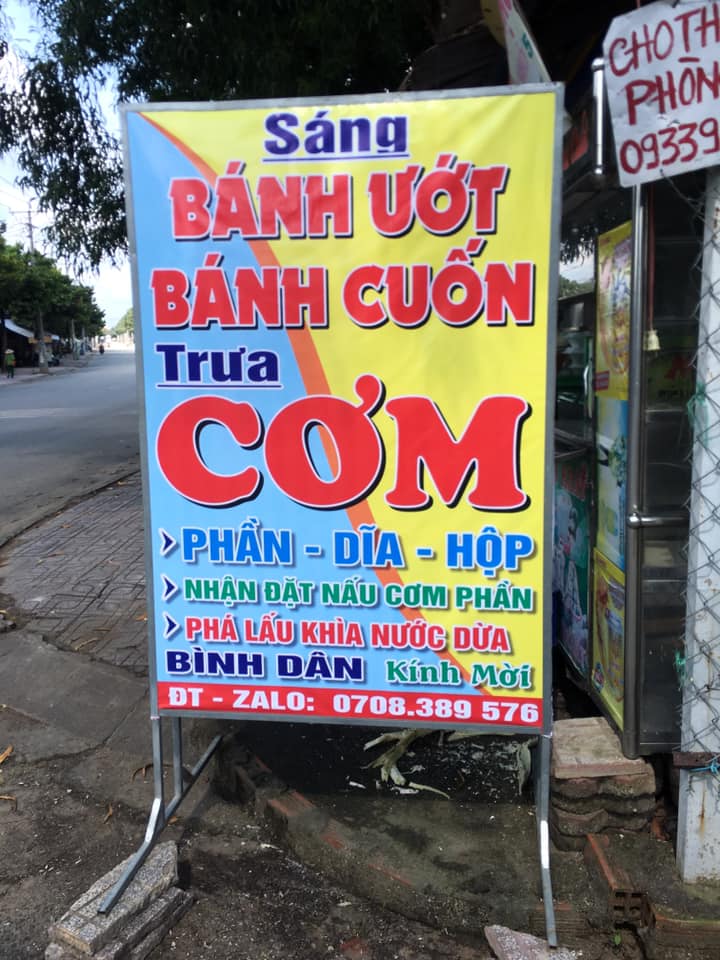 Sáng
BÁNH ƯỚT
BÁNH CUỐN
Trưa
CƠM
PHẦN - DĨA - HỘP
NHẬN ĐẶT NẤU CƠM PHẦN
PHÁ LẤU KHÌA NƯỚC DỪA
BÌNH DÂN Kính Mời
ĐT - ZALO: 0708.389 576
CHO TH
PHÒN
09339